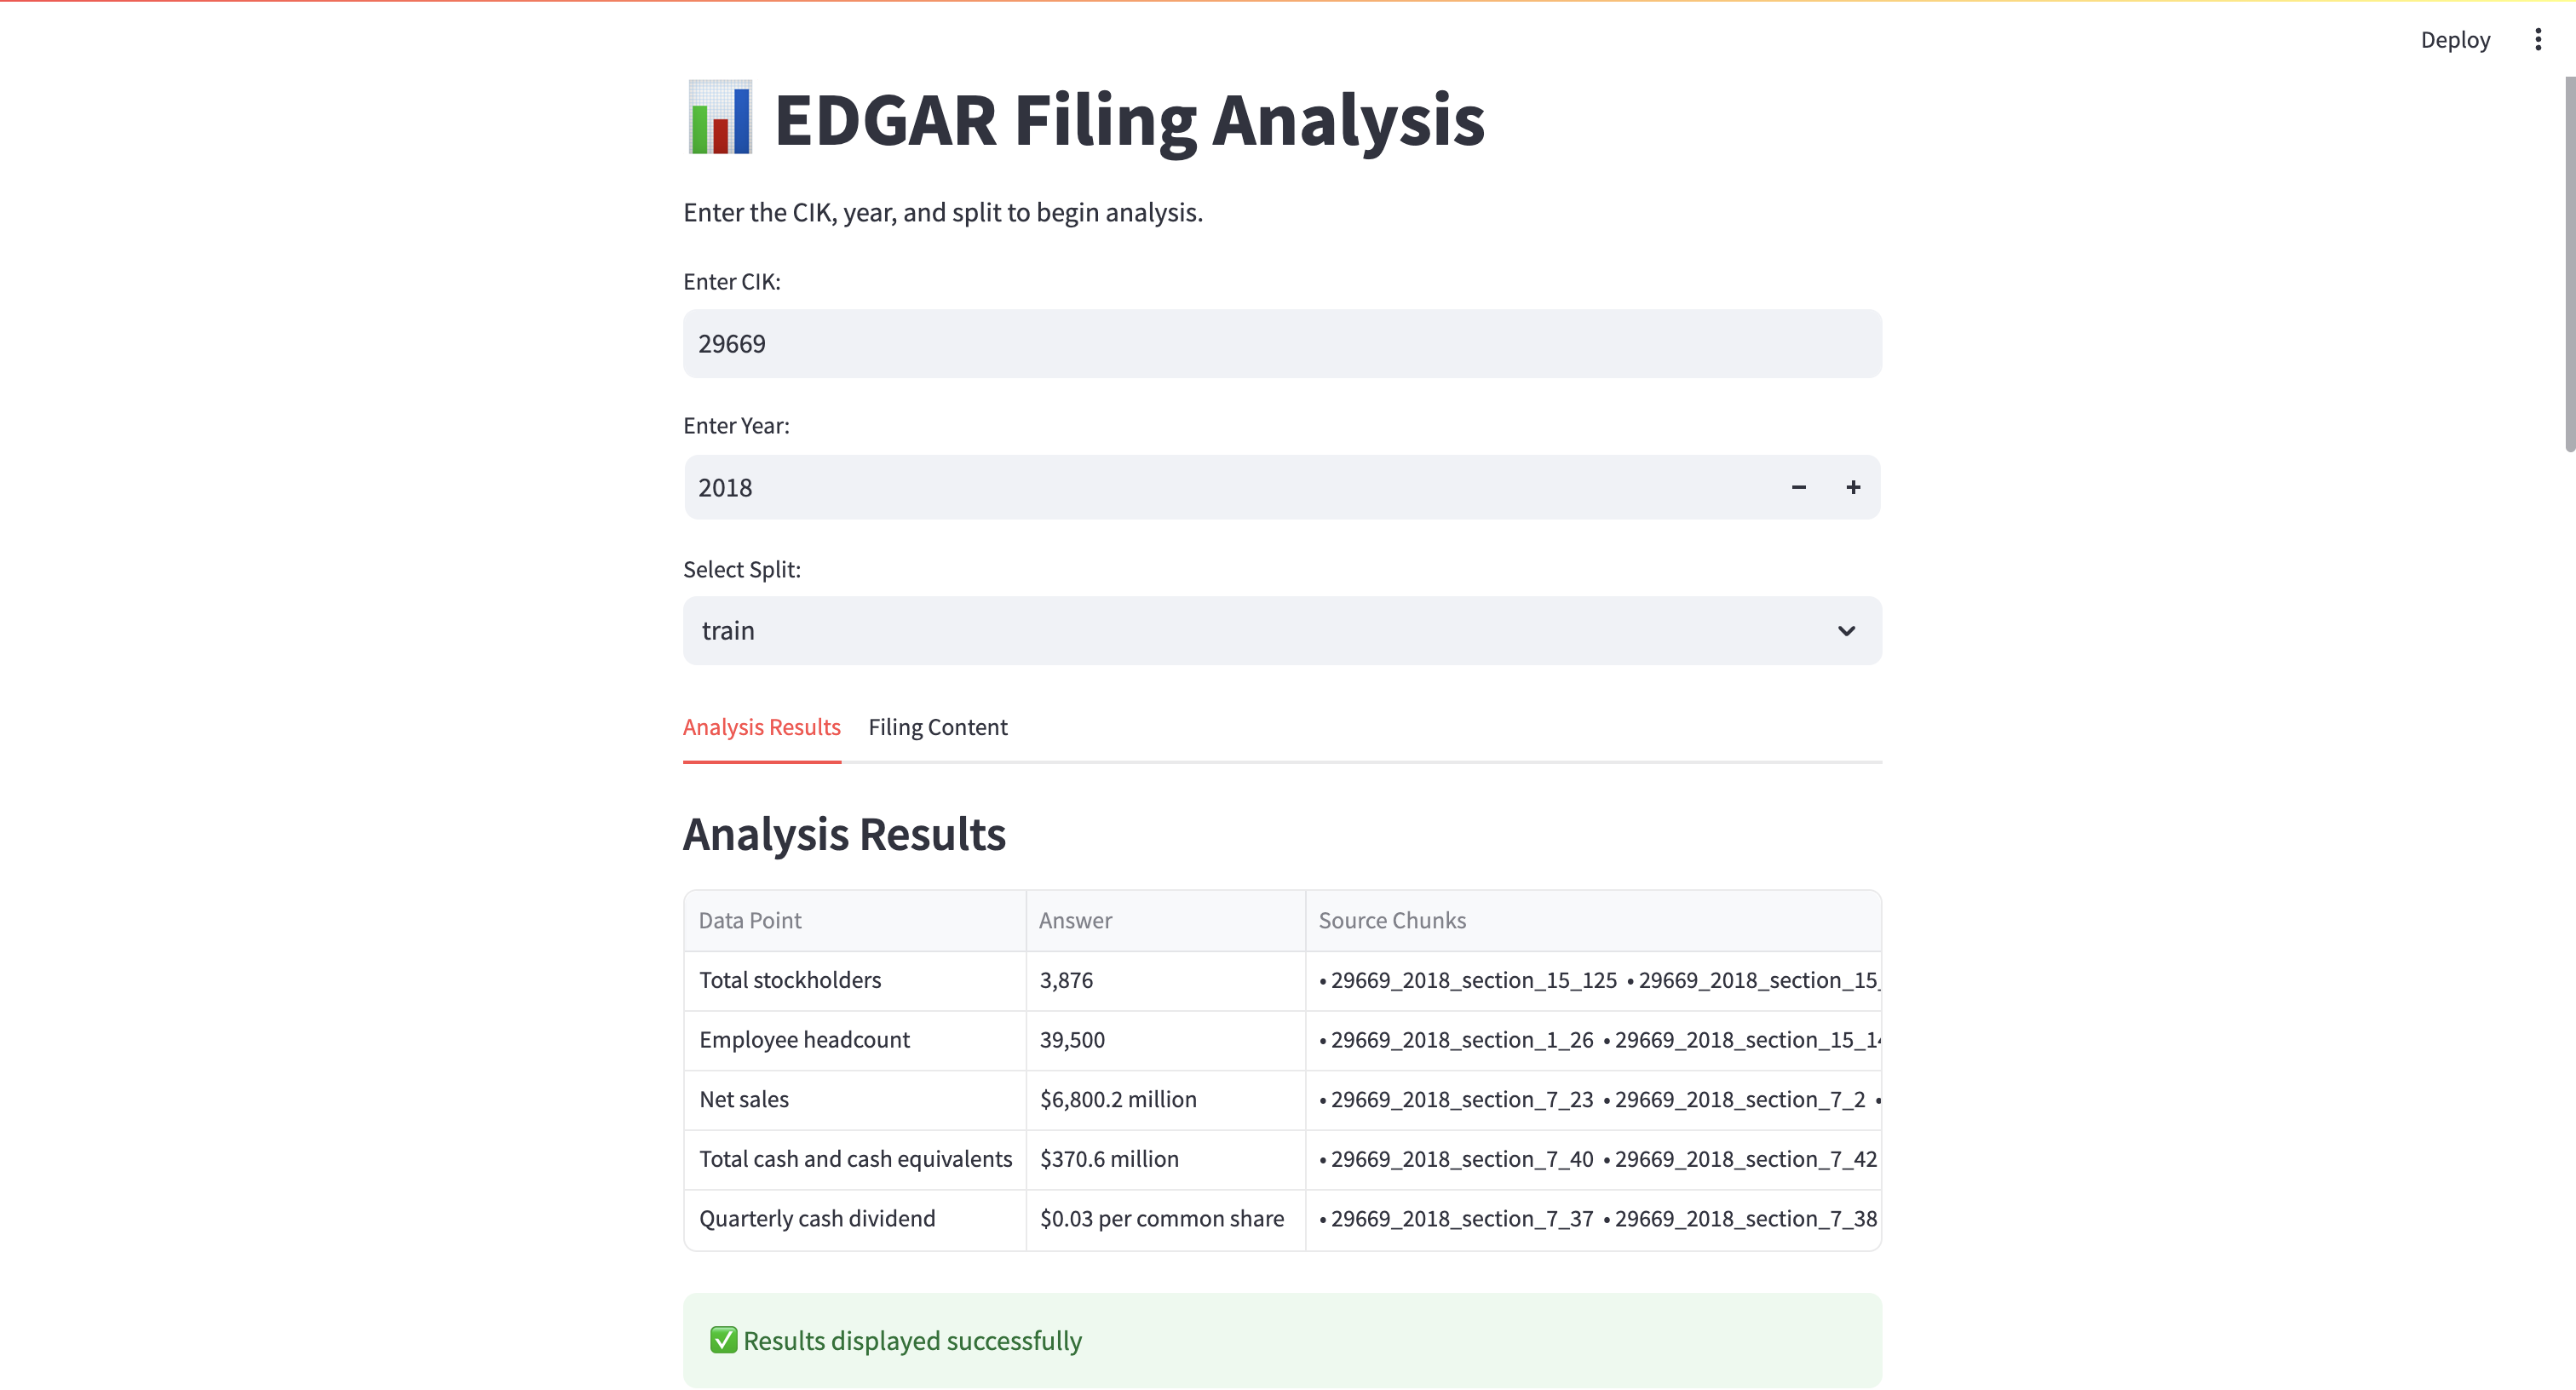 Deploy
EDGAR Filing Analysis
Enter the CIK, year, and split to begin analysis.
Enter CIK:
29669
Enter Year:
2018
Select Split:
train
Analysis Results Filing Content
Analysis Results
Data Point Answer Source Chunks
Total stockholders 3,876 • 29669_2018_section_15_125 • 29669_2018_section_15_
Employee headcount 39,500 • 29669_2018_section_1_26 • 29669_2018_section_15_14
Net sales $6,800.2 million • 29669_2018_section_7_23 • 29669_2018_section_7_2 •
Total cash and cash equivalents $370.6 million • 29669_2018_section_7_40 • 29669_2018_section_7_42
Quarterly cash dividend $0.03 per common share • 29669_2018_section_7_37 • 29669_2018_section_7_38
✅ Results displayed successfully